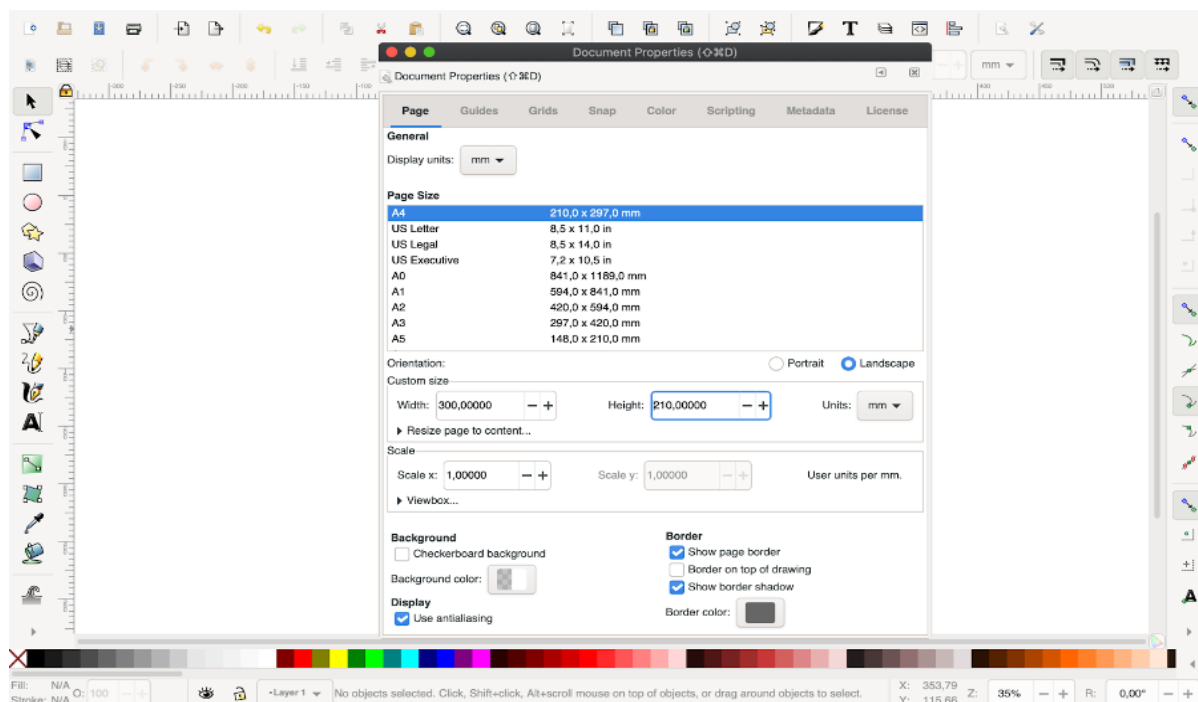 Document Properties (⇧⌘D)
mm
Document Properties (⇧⌘D)
Page Guides Grids Snap Color Scripting Metadata License
General
Display units: mm
Page Size
A4 210,0 x 297,0 mm
US Letter 8,5 x 11,0 in
US Legal 8,5 x 14,0 in
US Executive 7,2 x 10,5 in
A0 841,0 x 1189,0 mm
A1 594,0 x 841,0 mm
A2 420,0 x 594,0 mm
A3 297,0 x 420,0 mm
A5 148,0 x 210,0 mm
Orientation: Portrait Landscape
Custom size
Width: 300,00000 Height: 210,00000 Units: mm
Resize page to content...
Scale
Scale x: 1,00000 Scale y: 1,00000 User units per mm.
Viewbox...
Background Border
Checkerboard background Show page border
Border on top of drawing
Background color: Show border shadow
Display
Use antialiasing Border color:
Fill: N/A O: 100 •Layer 1 No objects selected. Click, Shift+click, Alt+scroll mouse on top of objects, or drag around objects to select. X: 353,79 Z: 35% R: 0,00°
Stroke: N/A Y: 115,66